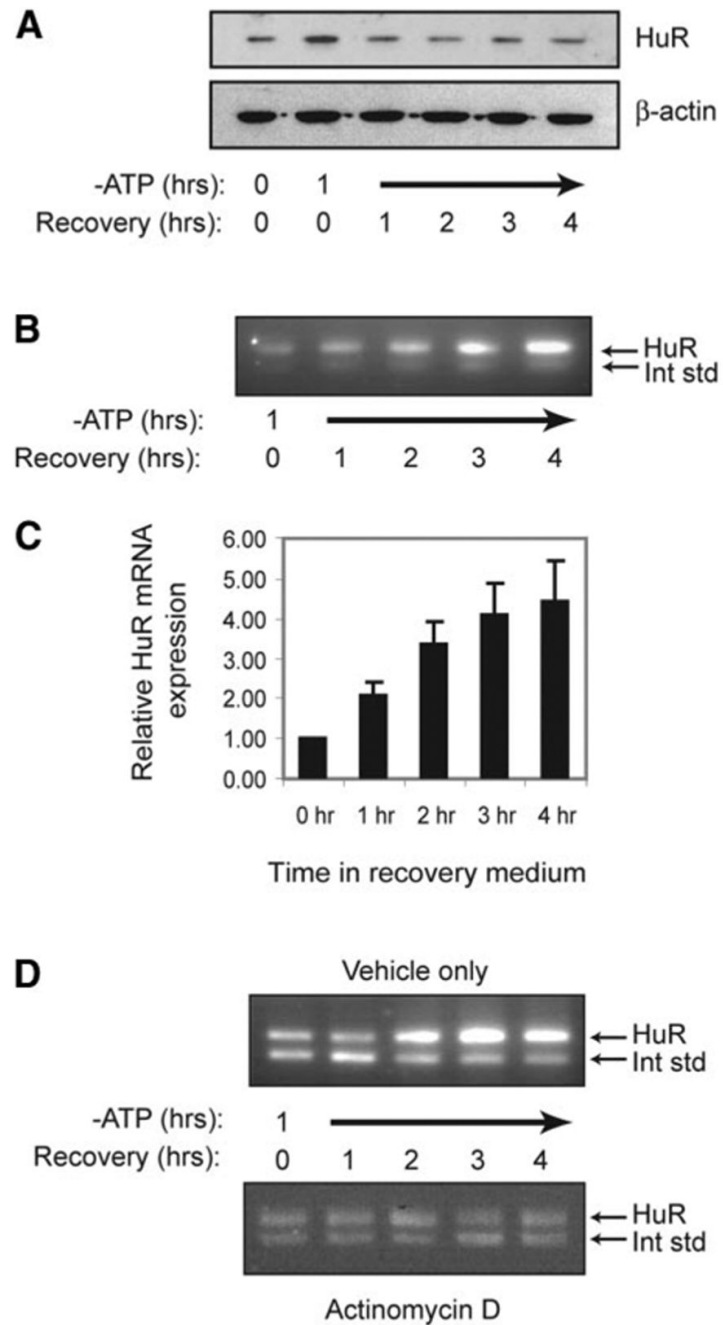 A
HuR
β-actin
-ATP (hrs): 0 1
Recovery (hrs): 0 0 1 2 3 4
B
HuR
Int std
-ATP (hrs): 1
Recovery (hrs): 0 1 2 3 4
C
Relative HuR mRNA
expression
6.00
5.00
4.00
3.00
2.00
1.00
0.00
0 hr 1 hr 2 hr 3 hr 4 hr
Time in recovery medium
D
Vehicle only
HuR
Int std
-ATP (hrs): 1
Recovery (hrs): 0 1 2 3 4
HuR
Int std
Actinomycin D